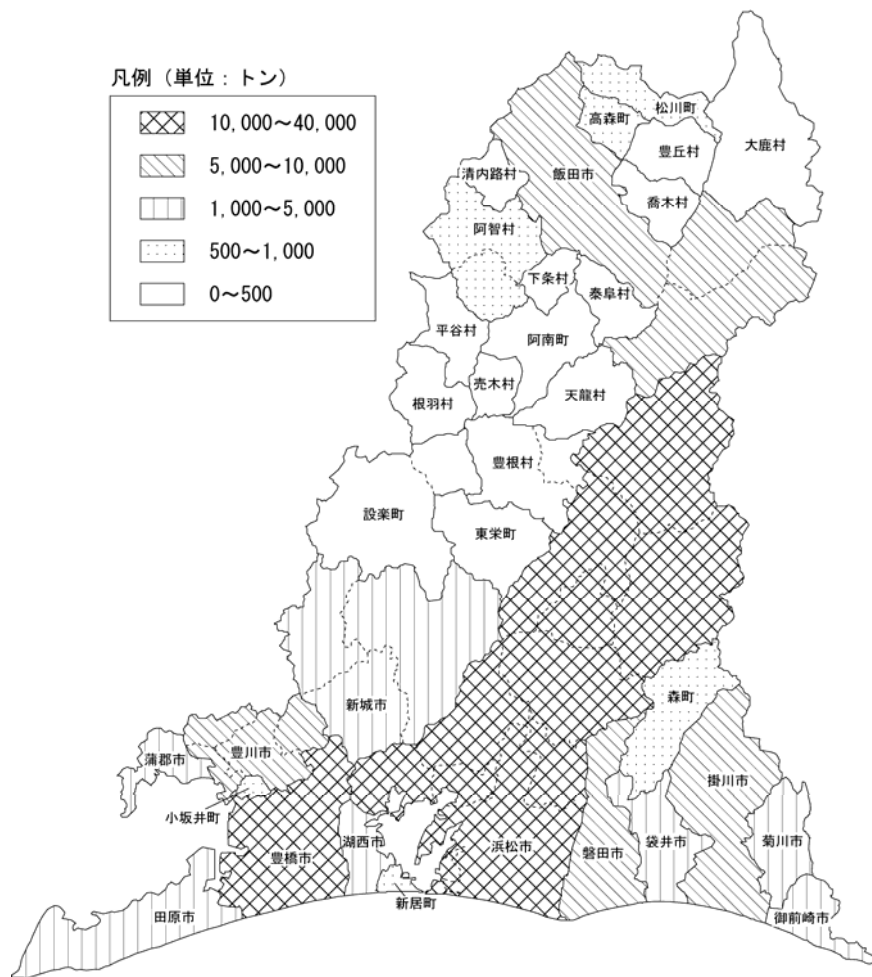 凡例（単位：トン）
10,000～40,000
5,000～10,000
1,000～5,000
500～1,000
0～500
松川町
高森町
大鹿村
豊丘村
清内路村
飯田市
喬木村
阿智村
下条村
泰阜村
平谷村
阿南町
売木村
天龍村
根羽村
豊根村
設楽町
東栄町
森町
新城市
豊川市
蒲郡市
掛川市
小坂井町
湖西市
浜松市
袋井市
菊川市
豊橋市
磐田市
新居町
田原市
御前崎市